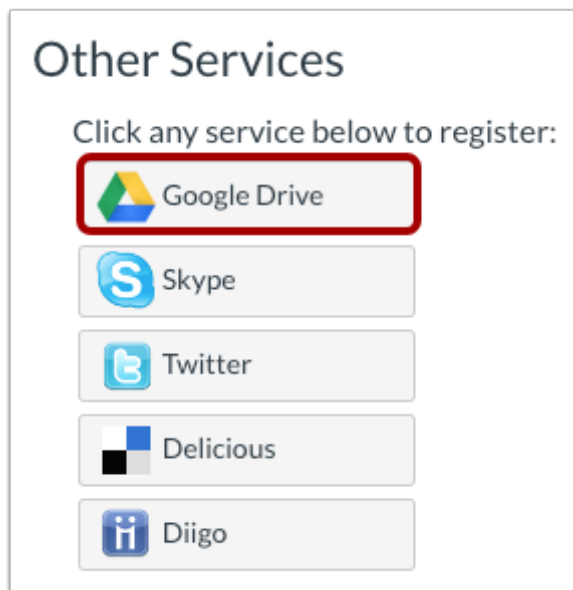 Other Services
Click any service below to register:
Google Drive
Skype
Twitter
Delicious
Diigo